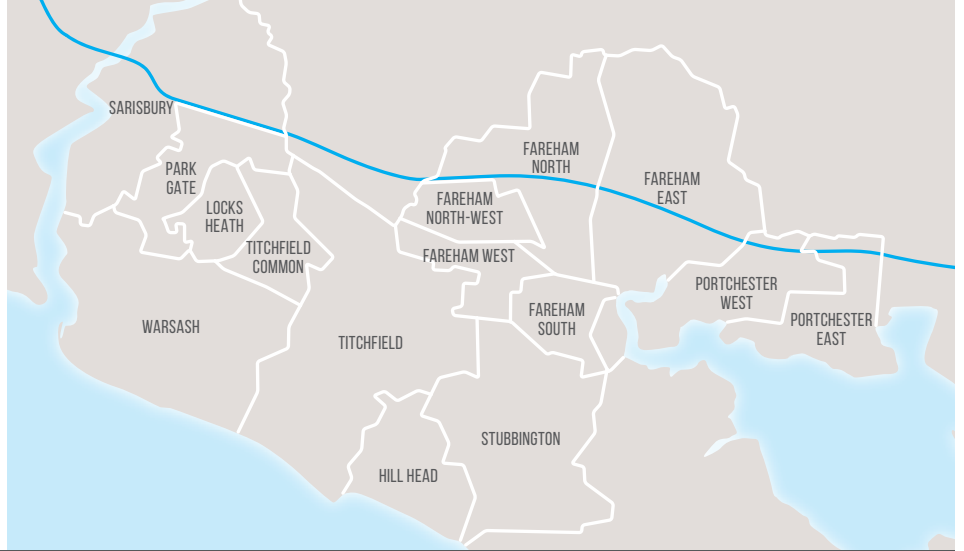 SARISBURY
PARK
GATE
LOCKS
HEATH
TITCHFIELD
COMMON
WARSASH
TITCHFIELD
FAREHAM
NORTH
FAREHAM
EAST
FAREHAM
NORTH-WEST
FAREHAM WEST
FAREHAM
SOUTH
PORTCHESTER
WEST
PORTCHESTER
EAST
STUBBINGTON
HILL HEAD